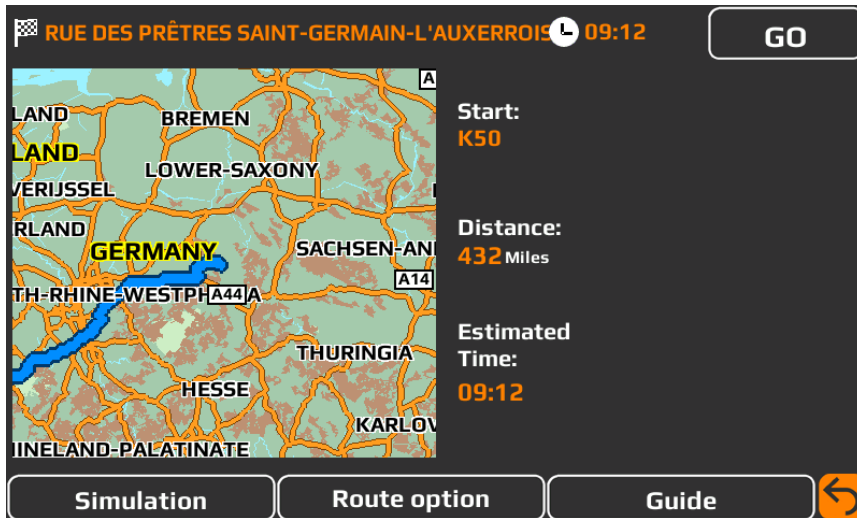 RUE DES PRÊTRES SAINT-GERMAIN-L'AUXERROIS 09:12
GO
A
LAND
BREMEN
LAND
LOWER-SAXONY
VERIJSSEL
RLAND
GERMANY
SACHSEN-AN
A14
TH-RHINE-WESTPH A44 A
THURINGIA
HESSE
KARLOV
INELAND-PALATINATE
Start:
K50
Distance:
432 Miles
Estimated
Time:
09:12
Simulation
Route option
Guide